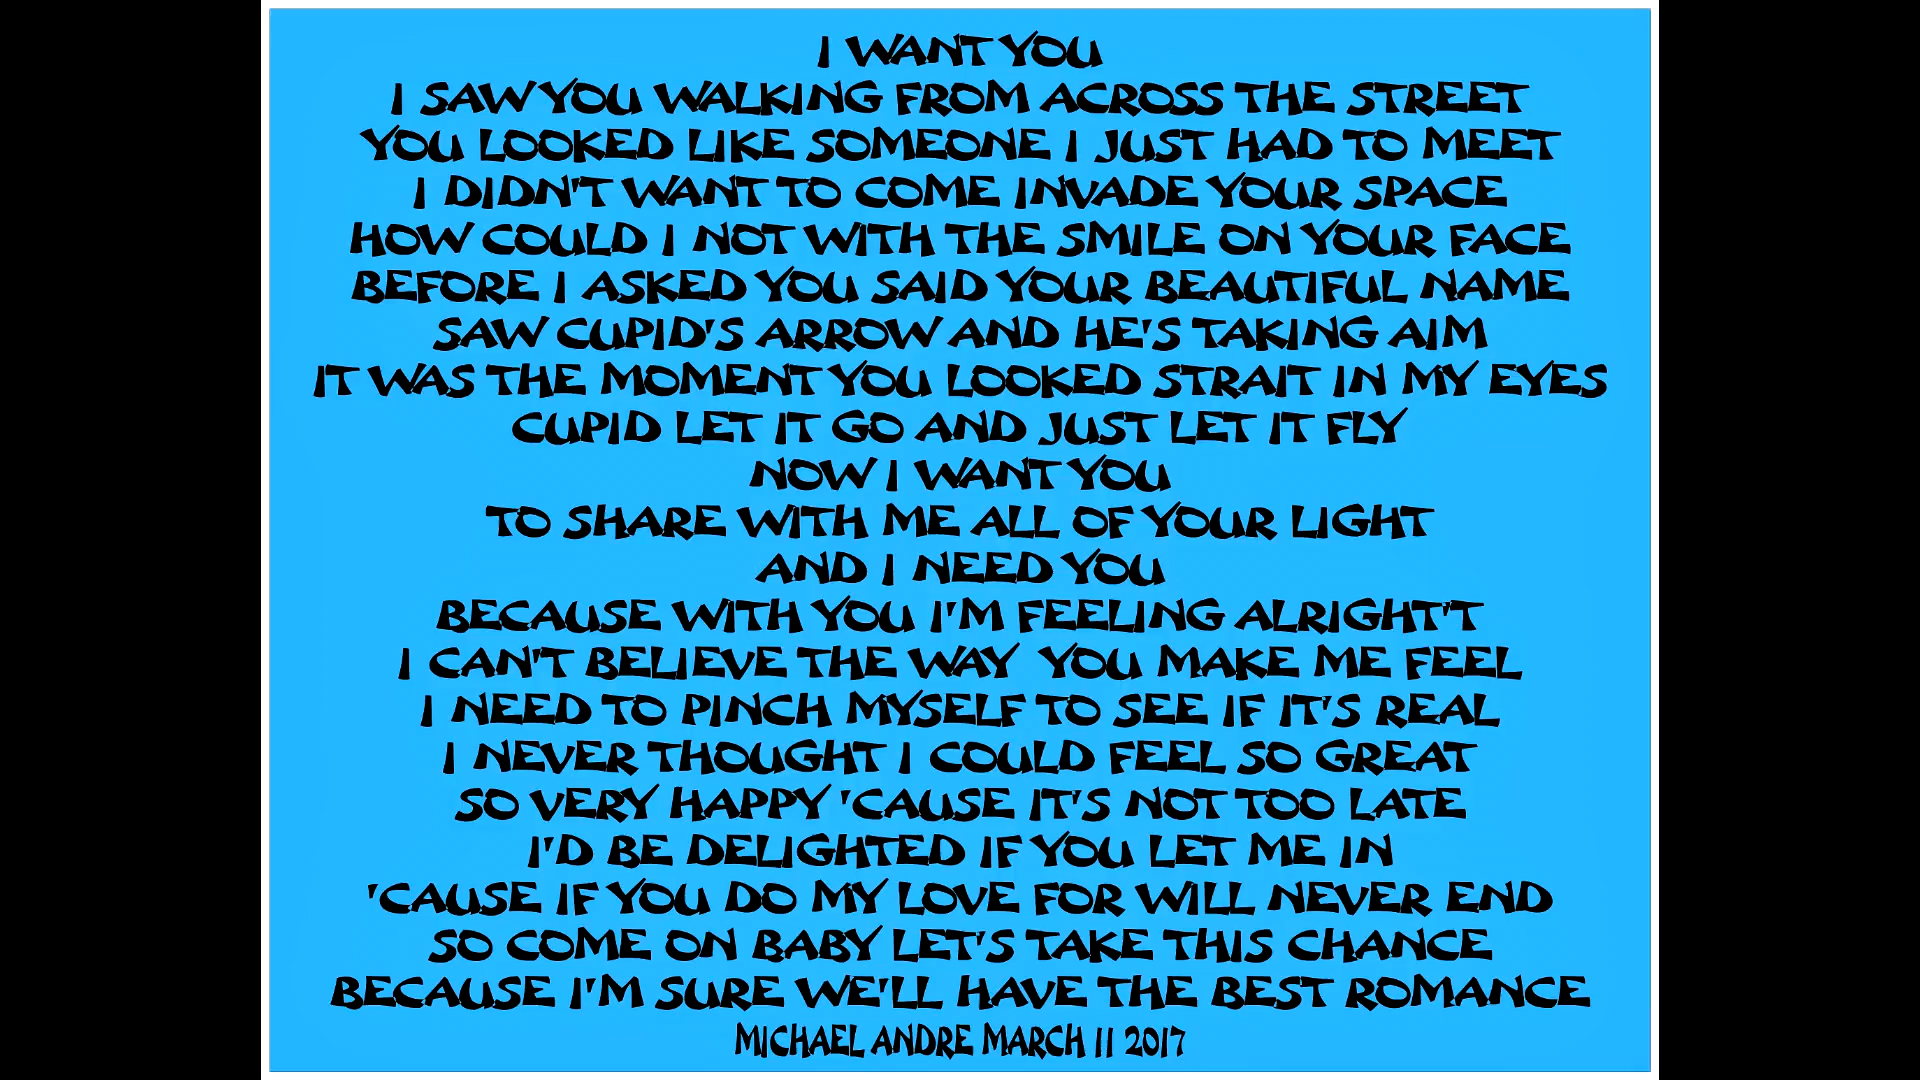 I WANT YOU
I SAW YOU WALKING FROM ACROSS THE STREET
YOU LOOKED LIKE SOMEONE I JUST HAD TO MEET
I DIDN'T WANT TO COME INVADE YOUR SPACE
HOW COULD I NOT WITH THE SMILE ON YOUR FACE
BEFORE I ASKED YOU SAID YOUR BEAUTIFUL NAME
SAW CUPID'S ARROW AND HE'S TAKING AIM
IT WAS THE MOMENT YOU LOOKED STRAIT IN MY EYES
CUPID LET IT GO AND JUST LET IT FLY
NOW I WANT YOU
TO SHARE WITH ME ALL OF YOUR LIGHT
AND I NEED YOU
BECAUSE WITH YOU I'M FEELING ALRIGHT'T
I CAN'T BELIEVE THE WAY YOU MAKE ME FEEL
I NEED TO PINCH MYSELF TO SEE IF IT'S REAL
I NEVER THOUGHT I COULD FEEL SO GREAT
SO VERY HAPPY 'CAUSE IT'S NOT TOO LATE
I'D BE DELIGHTED IF YOU LET ME IN
'CAUSE IF YOU DO MY LOVE FOR WILL NEVER END
SO COME ON BABY LET'S TAKE THIS CHANCE
BECAUSE I'M SURE WE'LL HAVE THE BEST ROMANCE
MICHAEL ANDRE MARCH 11 2017